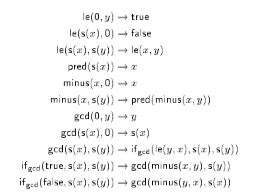 le(0, y) → true
le(s(x), 0) → false
le(s(x), s(y)) → le(x, y)
pred(s(x)) → x
minus(x, 0) → x
minus(x, s(y)) → pred(minus(x, y))
gcd(0, y) → y
gcd(s(x), 0) → s(x)
gcd(s(x), s(y)) → if_gcd(le(y, x), s(x), s(y))
if_gcd(true, s(x), s(y)) → gcd(minus(x, y), s(y))
if_gcd(false, s(x), s(y)) → gcd(minus(y, x), s(x))